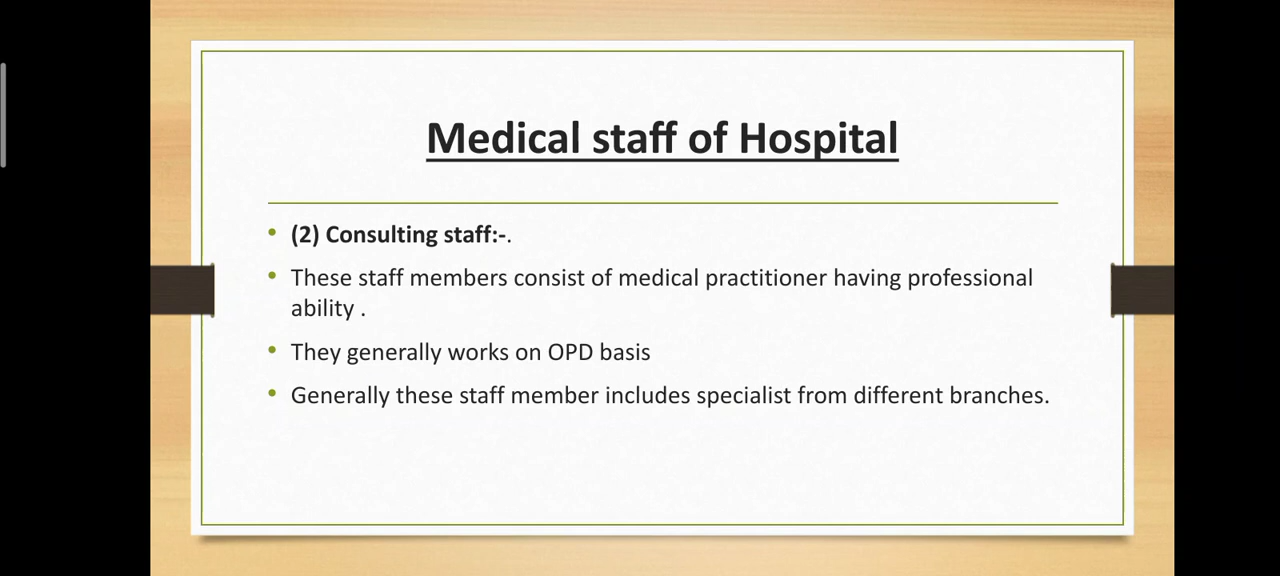 Medical staff of Hospital
(2) Consulting staff:-.
These staff members consist of medical practitioner having professional
ability .
They generally works on OPD basis
Generally these staff member includes specialist from different branches.